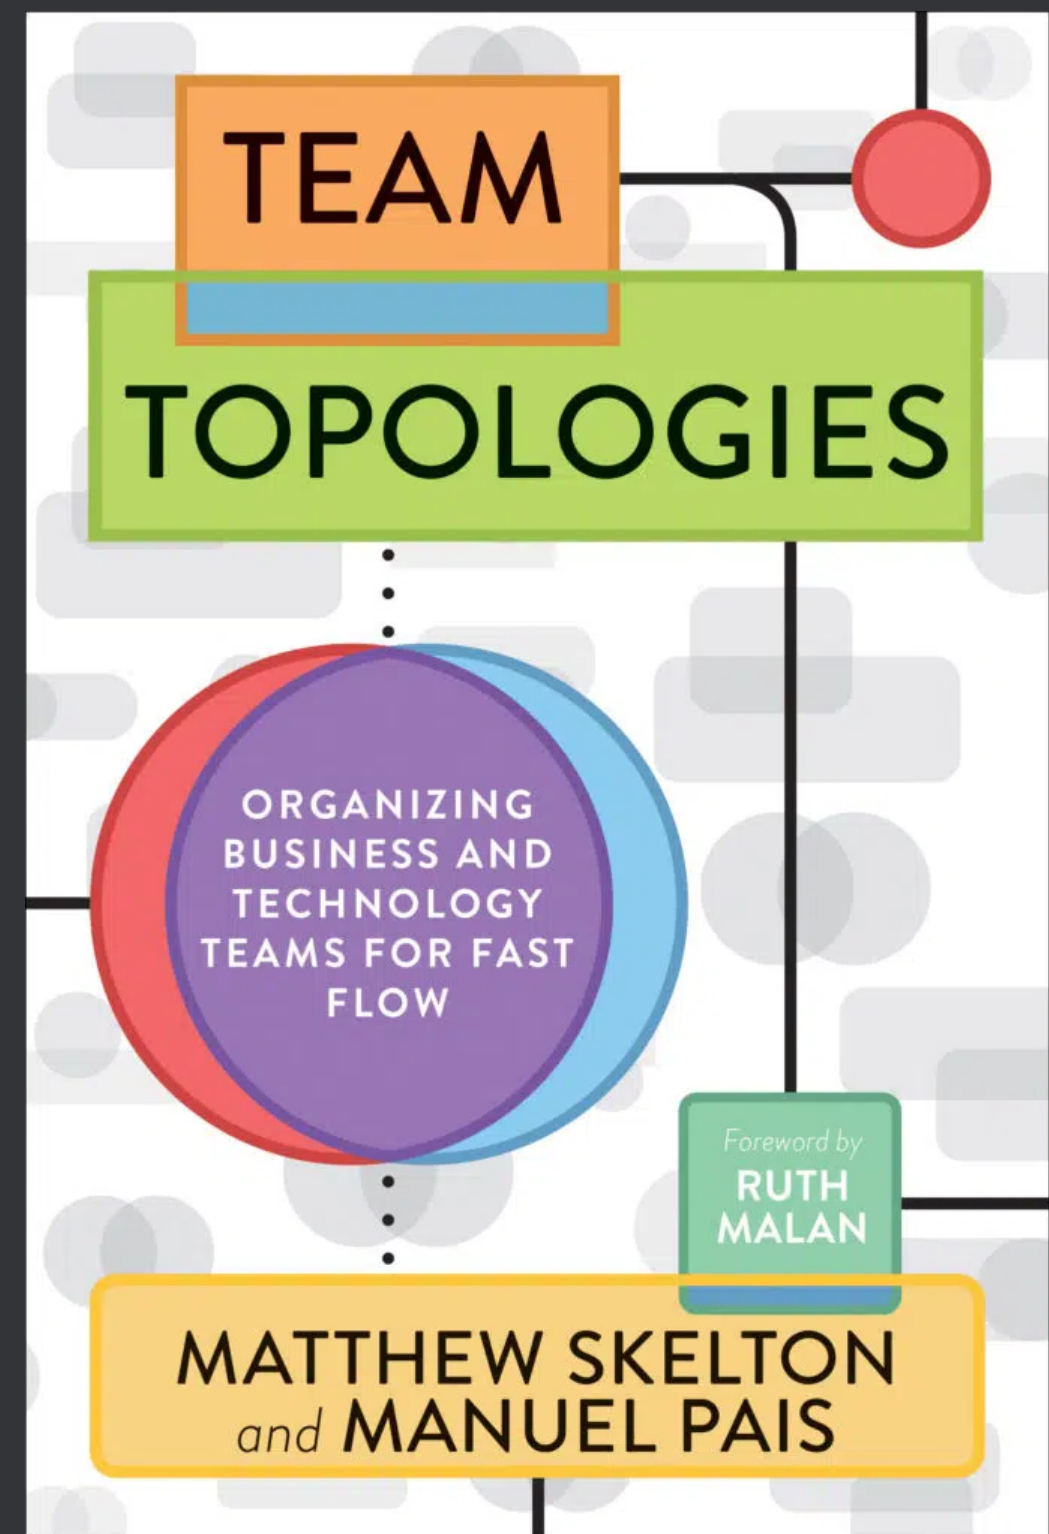 TEAM
TOPOLOGIES
ORGANIZING
BUSINESS AND
TECHNOLOGY
TEAMS FOR FAST
FLOW
Foreword by
RUTH
MALAN
MATTHEW SKELTON
and MANUEL PAIS